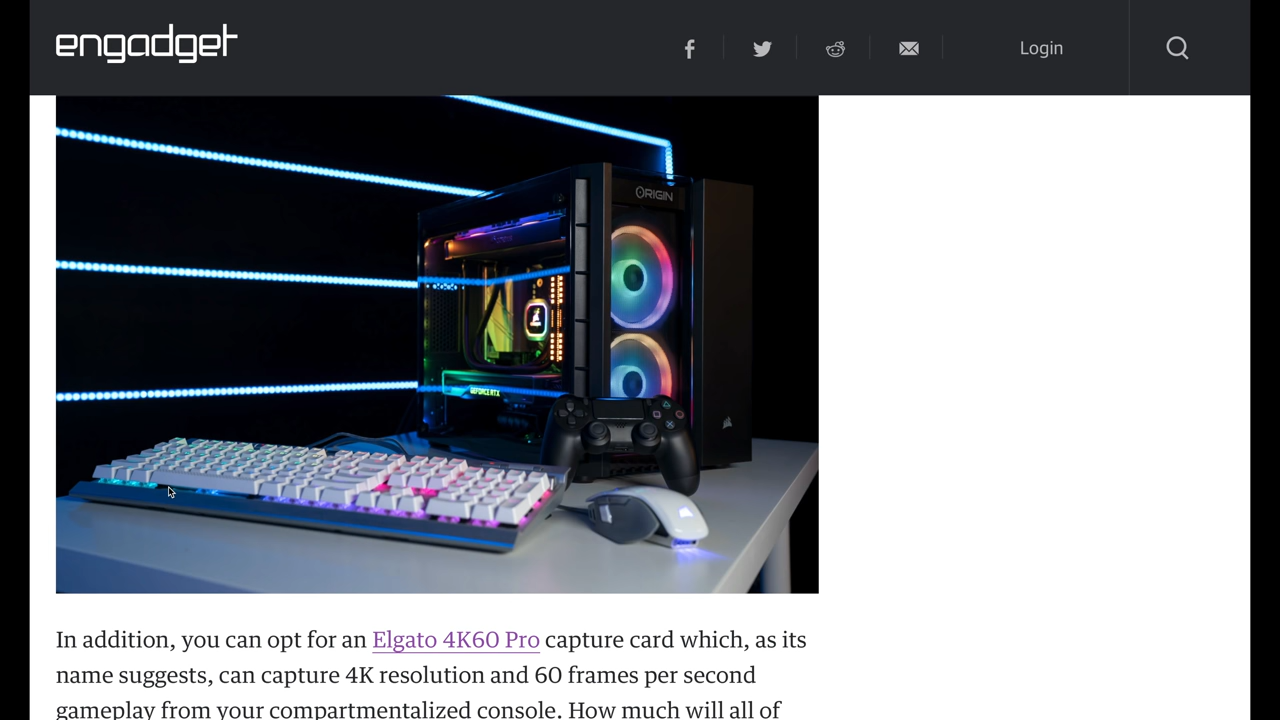 engadget
Login
ORIGIN
GEFORCE RTX
In addition, you can opt for an Elgato 4K60 Pro capture card which, as its
name suggests, can capture 4K resolution and 60 frames per second
gameplay from your compartmentalized console. How much will all of